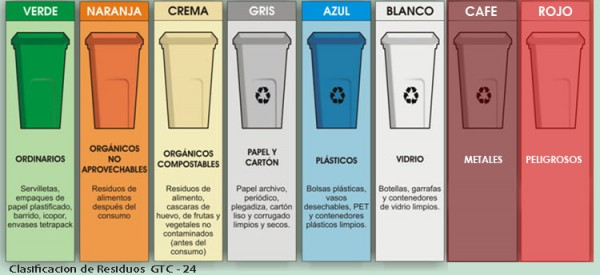 VERDE
ORDINARIOS
Servilletas,
empaques de
papel plastificado,
barrido, icopor,
envases tetrapack
NARANJA
ORGÁNICOS
NO
APROVECHABLES
Residuos de
alimentos
después del
consumo
CREMA
ORGÁNICOS
COMPOSTABLES
Residuos de
alimento,
cascaras de
huevo, de frutas y
vegetales no
contaminados
(antes del
consumo)
GRIS
PAPEL Y
CARTÓN
Papel archivo,
periódico,
plegadiza, cartón
liso y corrugado
limpios y secos.
AZUL
PLÁSTICOS
Bolsas plásticas,
vasos
desechables, PET
y contenedores
plásticos limpios.
BLANCO
VIDRIO
Botellas, garrafas
y contenedores
de vidrio limpios.
CAFE
METALES
ROJO
PELIGROSOS
Clasificacion de Residuos GTC - 24